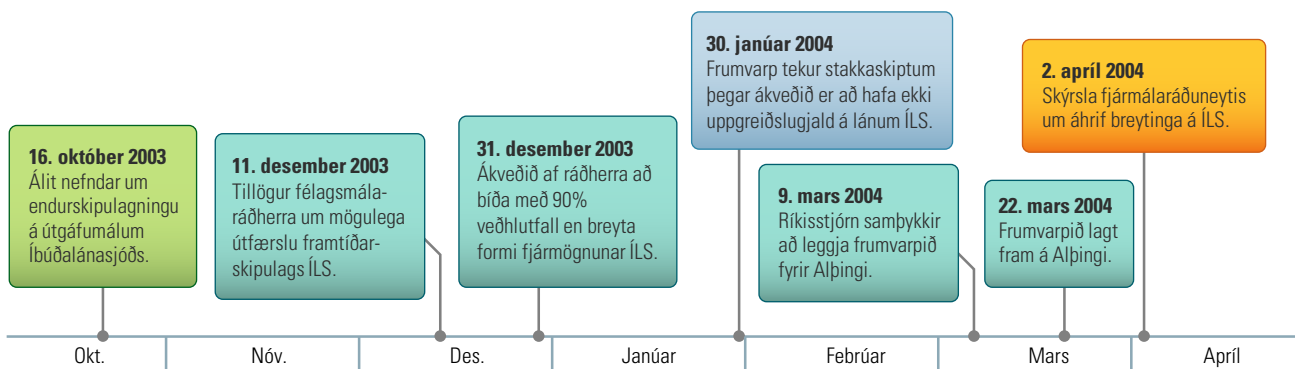 16. október 2003
Álit nefndar um
endurskipulagningu
á útgáfumálum
Íbúðalánasjóðs.
11. desember 2003
Tillögur félagsmála-
ráðherra um mögulega
útfærslu framtíðar-
skipulags ÍLS.
31. desember 2003
Ákveðið af ráðherra að
bíða með 90%
veðhlutfall en breyta
formi fjármögnunar ÍLS.
30. janúar 2004
Frumvarp tekur stakkaskiptum
þegar ákveðið er að hafa ekki
uppgreiðslugjald á lánum ÍLS.
9. mars 2004
Ríkisstjórn samþykkir
að leggja frumvarpið
fyrir Alþingi.
22. mars 2004
Frumvarpið lagt
fram á Alþingi.
2. apríl 2004
Skýrsla fjármálaráðuneytis
um áhrif breytinga á ÍLS.
Okt.
Nóv.
Des.
Janúar
Febrúar
Mars
Apríl